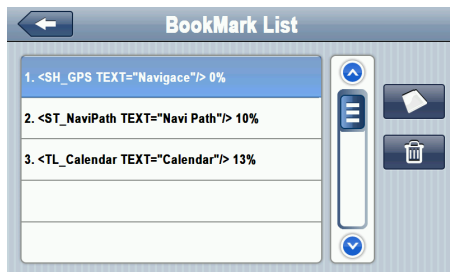 BookMark List
1. <SH_GPS TEXT="Navigace"/> 0%
2. <ST_NaviPath TEXT="Navi Path"/> 10%
3. <TL_Calendar TEXT="Calendar"/> 13%